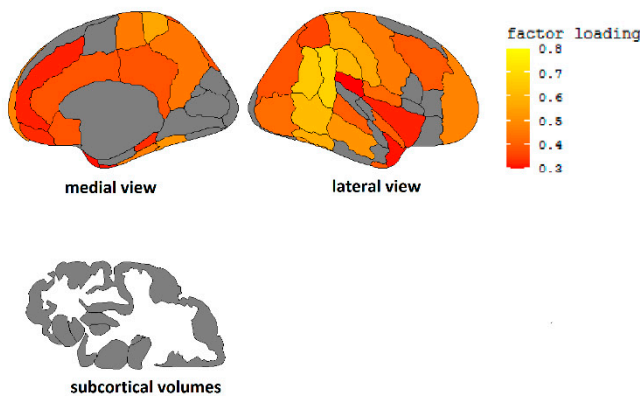 factor loading
0.8
0.7
0.6
0.5
0.4
0.3
medial view
lateral view
subcortical volumes